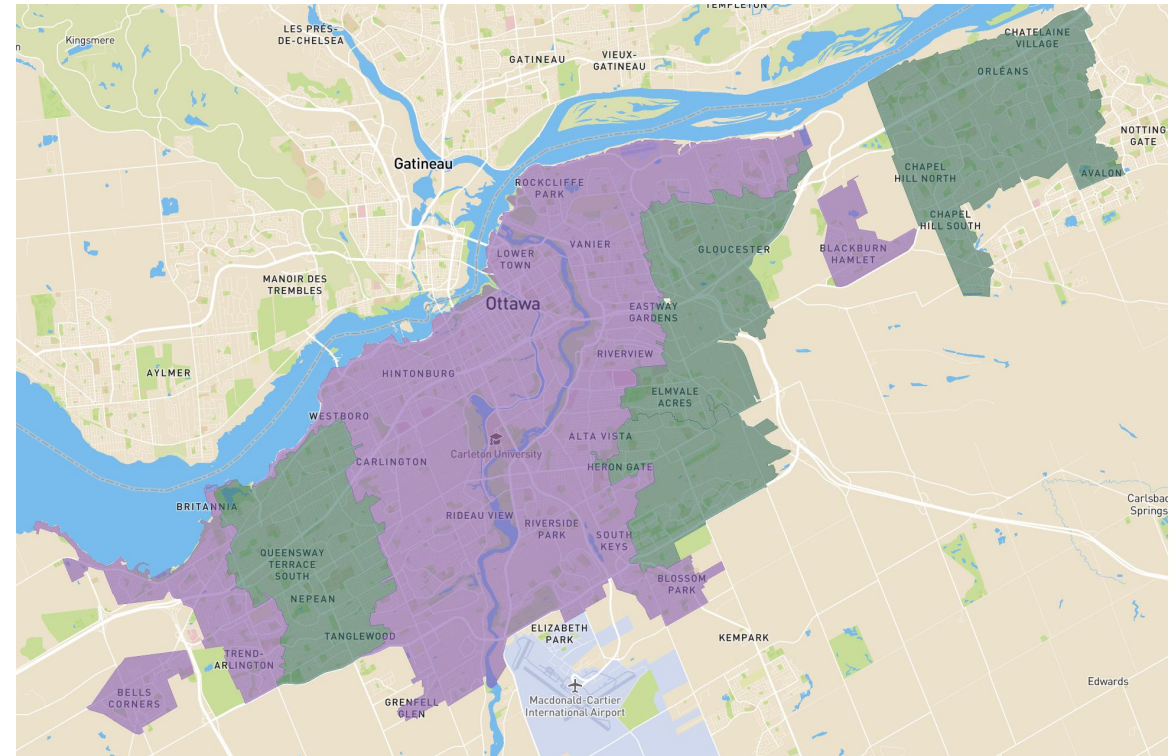 TEMPLETON
LES PRÉS-
DE-CHELSEA
Kingsmere
GATINEAU
VIEUX-
GATINEAU
CHATELAINE
VILLAGE
ORLÉANS
NOTTING
GATE
Gatineau
CHAPEL
HILL NORTH
AVALON
ROCKCLIFFE
PARK
CHAPEL
HILL SOUTH
VANIER
GLOUCESTER
BLACKBURN
HAMLET
LOWER
TOWN
MANOIR DES
TREMBLES
Ottawa
EASTWAY
GARDENS
RIVERVIEW
AYLMER
HINTONBURG
ELMVALE
ACRES
WESTBORO
ALTA VISTA
Carleton University
CARLINGTON
HERON GATE
BRITANNIA
RIDEAU VIEW
RIVERSIDE
PARK
SOUTH
KEYS
Carlsbad
Springs
QUEENSWAY
TERRACE
SOUTH
NEPEAN
BLOSSOM
PARK
TANGLEWOOD
ELIZABETH
PARK
KEMPARK
TREND-
ARLINGTON
BELLS
CORNERS
GRENFELL
GLEN
Macdonald-Cartier
International Airport
Edwards